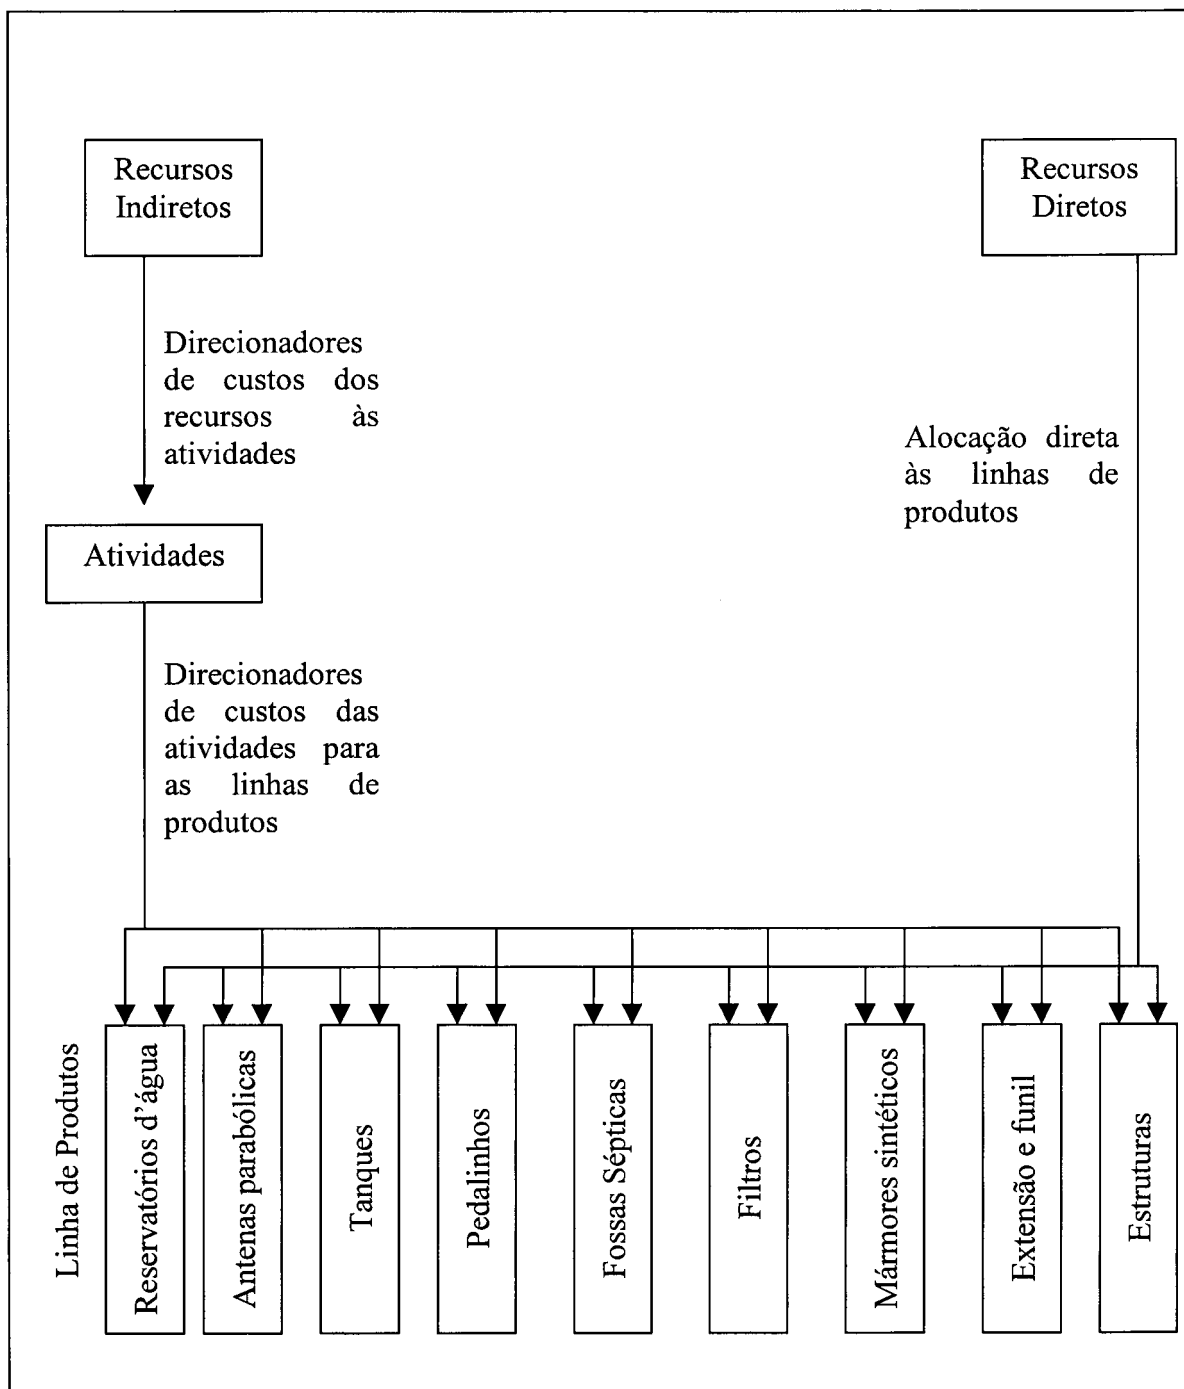 Recursos
Indiretos
Recursos
Diretos
Direcionadores
de custos dos
recursos às
atividades
Alocação direta
às linhas de
produtos
Atividades
Direcionadores
de custos das
atividades para
as linhas de
produtos
Linha de Produtos
Reservatórios d'água
Antenas parabólicas
Tanques
Pedalinhos
Fossas Sépticas
Filtros
Mármores sintéticos
Extensão e funil
Estruturas